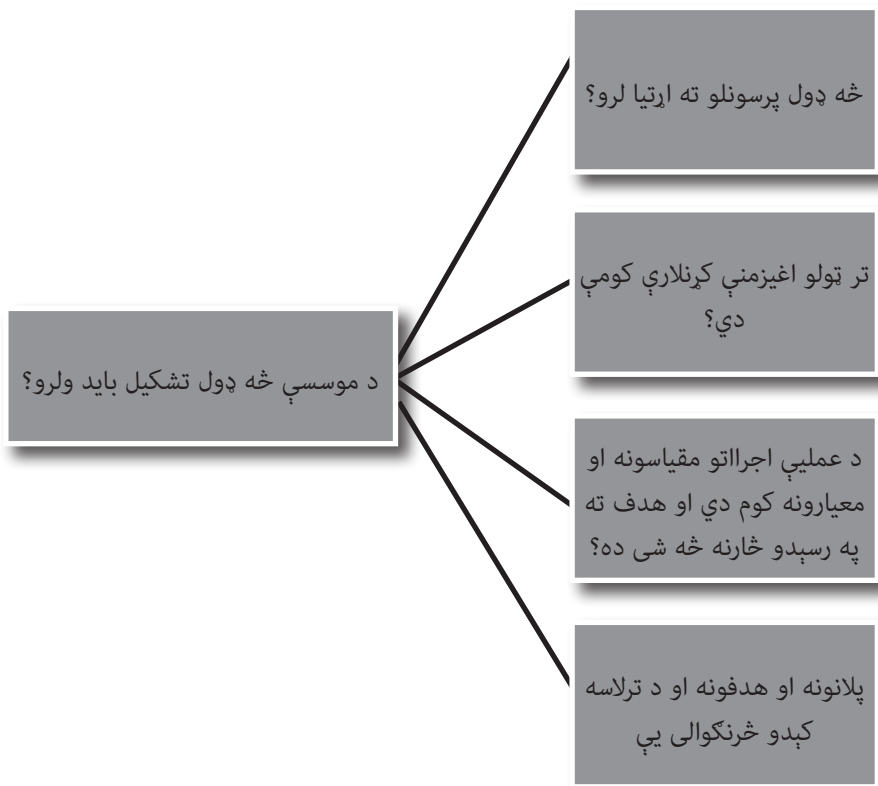 څه ډول پرسونلو ته اړتیا لرو؟
تر ټولو اغیزمنې کړنلارې کومې
دي؟
د موسسې څه ډول تشکیل باید ولرو؟
د عملیې اجرااتو مقیاسونه او
معیارونه کوم دي او هدف ته
په رسېدو څارنه څه شی ده؟
پلانونه او هدفونه او د ترلاسه
کېدو څرنګوالی یې